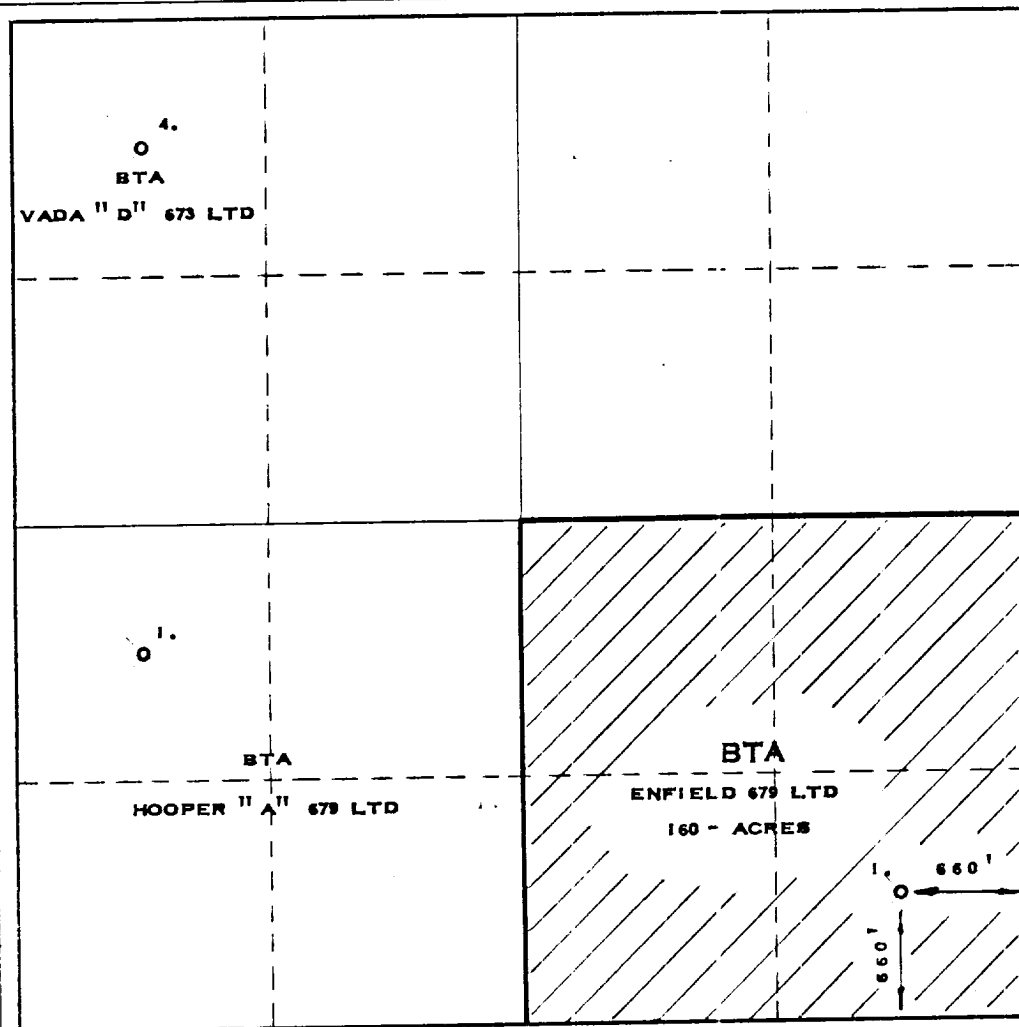 4.
BTA
VADA "D" 673 LTD
1.
BTA
HOOPER "A" 679 LTD
BTA
ENFIELD 679 LTD
160 - ACRES
1.
660'
660'